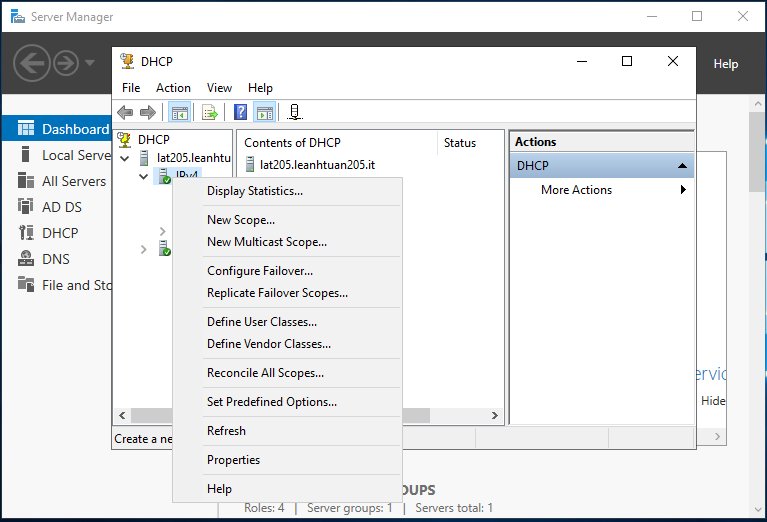 Server Manager
Help
Dashboard
Local Serve
All Servers
AD DS
DHCP
DNS
File and Sto
DHCP
File Action View Help
DHCP
lat205.leanhtu
IPv4
Contents of DHCP Status
lat205.leanhtuan205.it
Actions
DHCP
More Actions
Display Statistics...
New Scope...
New Multicast Scope...
Configure Failover...
Replicate Failover Scopes...
Define User Classes...
Define Vendor Classes...
Reconcile All Scopes...
Set Predefined Options...
Refresh
Properties
Help
Create a ne
ervic
Hide
OUPS
Roles: 4 | Server groups: 1 | Servers total: 1